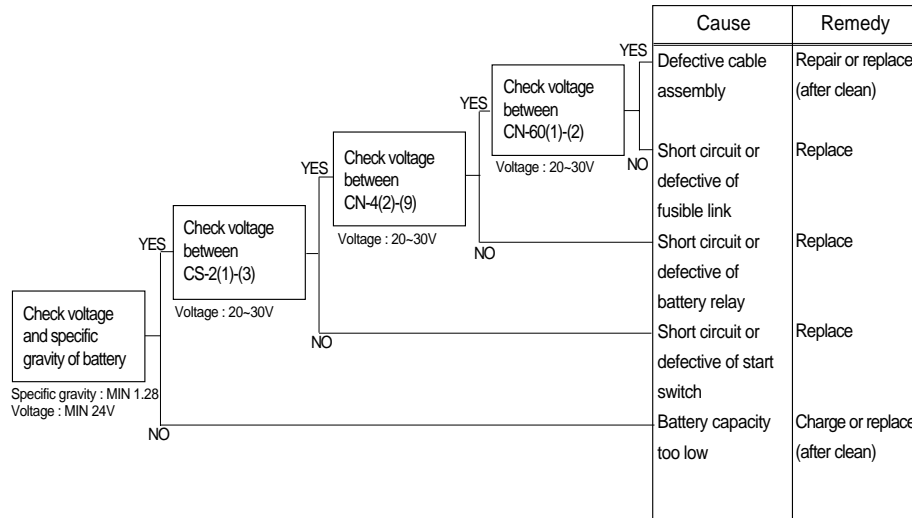 Cause
Remedy
YES
Defective cable
assembly
Repair or replace
(after clean)
Check voltage
between
CN-60(1)-(2)
YES
Voltage : 20~30V
NO
Short circuit or
defective of
fusible link
Replace
Check voltage
between
CN-4(2)-(9)
YES
Voltage : 20~30V
NO
Short circuit or
defective of
battery relay
Replace
Check voltage
between
CS-2(1)-(3)
YES
Voltage : 20~30V
NO
Short circuit or
defective of start
switch
Replace
Check voltage
and specific
gravity of battery
Specific gravity : MIN 1.28
Voltage : MIN 24V
NO
Battery capacity
too low
Charge or replace
(after clean)